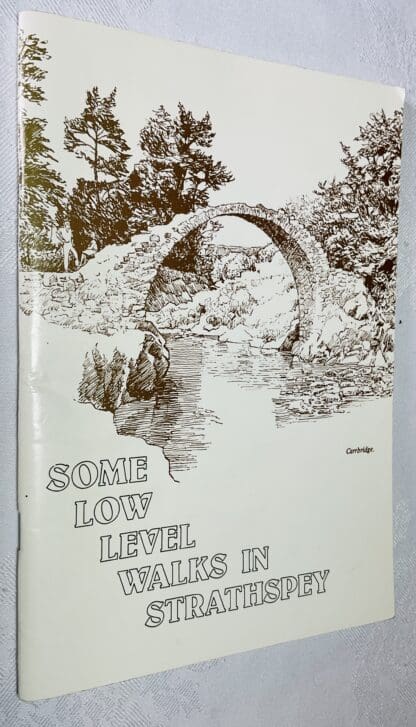 Carrbridge.
SOME
LOW
LEVEL
WALKS IN
STRATHSPEY